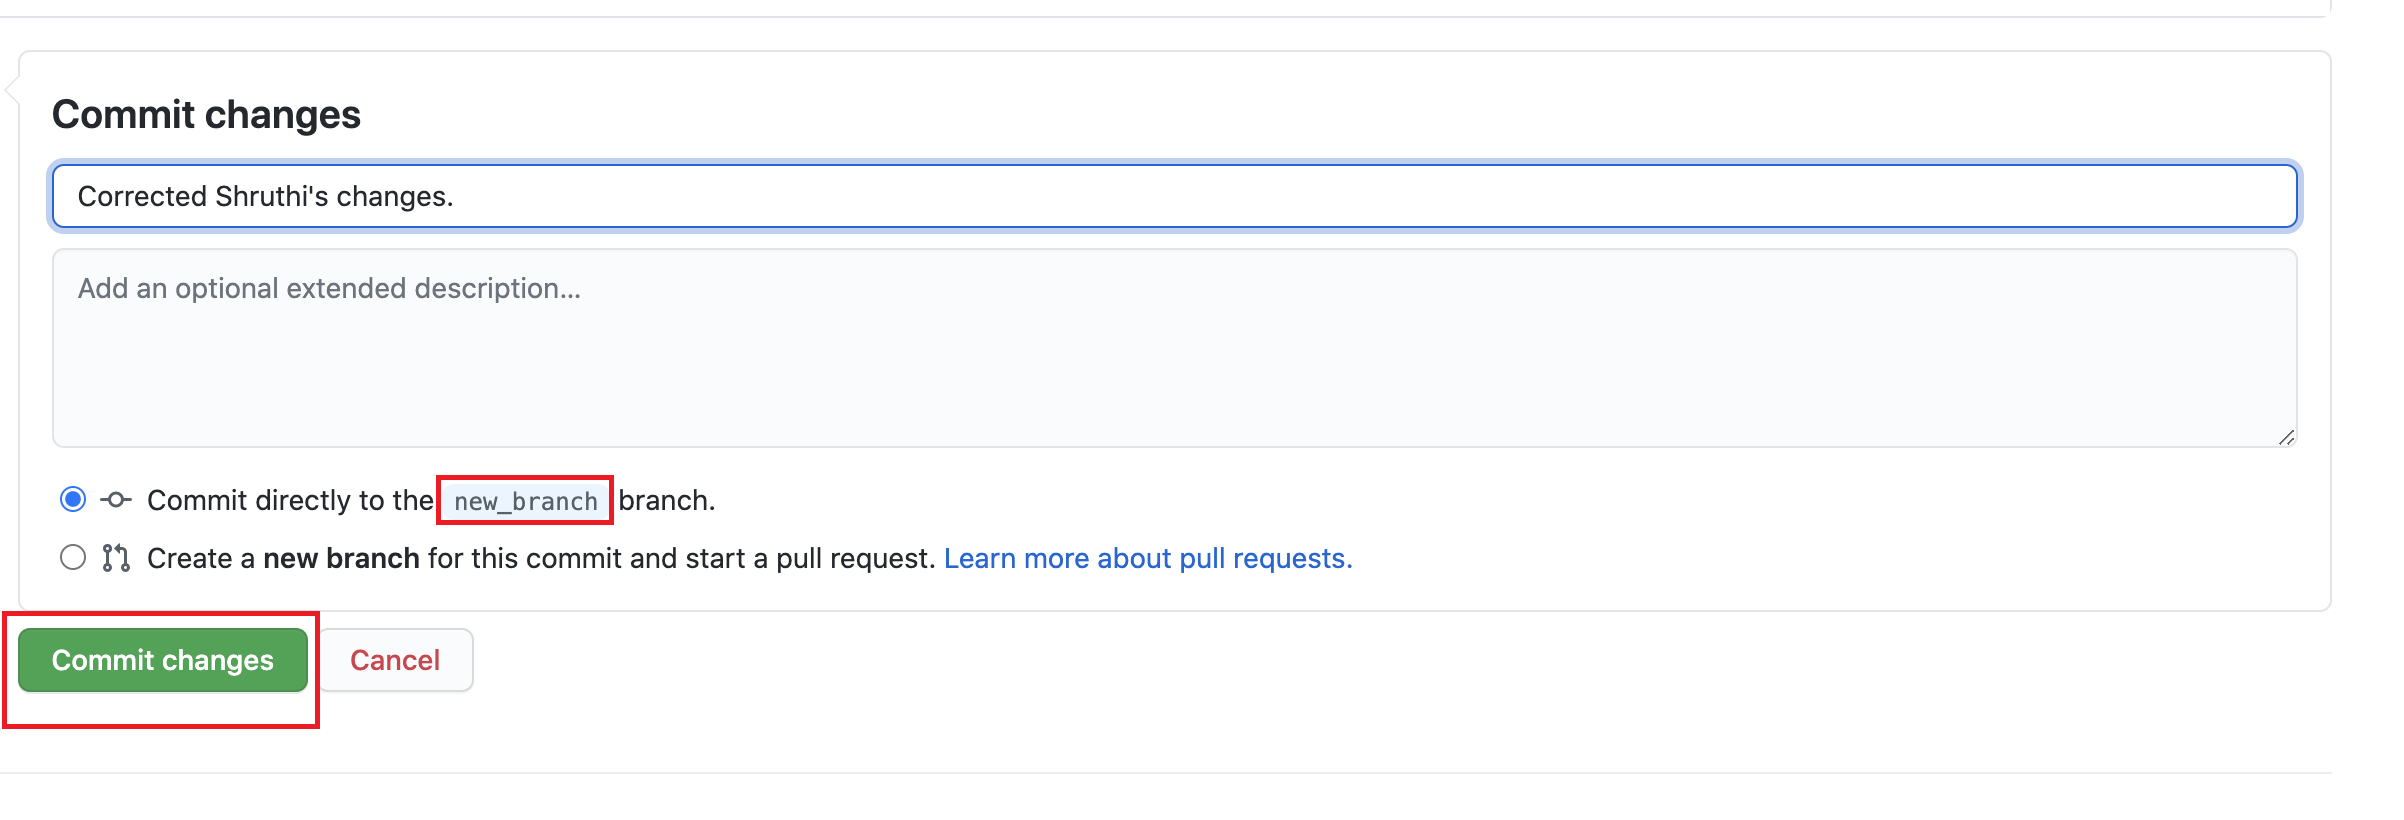 Commit changes
Corrected Shruthi's changes.
Add an optional extended description...
Commit directly to the new_branch branch.
Create a new branch for this commit and start a pull request. Learn more about pull requests.
Commit changes Cancel